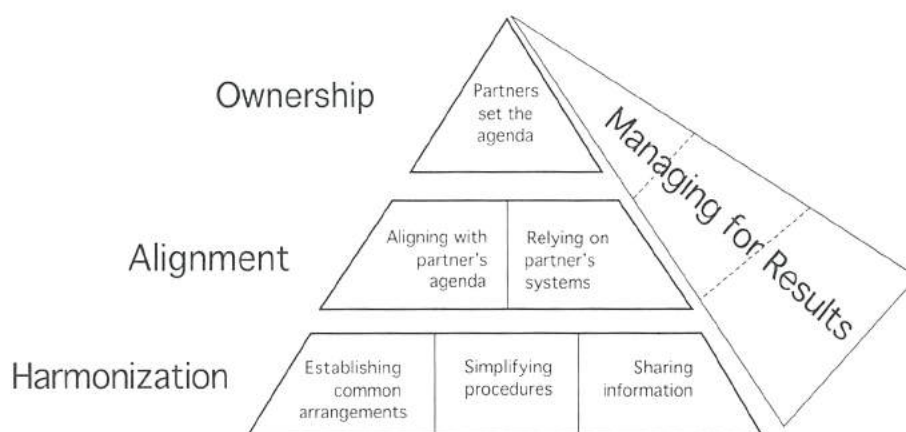 Ownership
Partners
set the
agenda
Managing for Results
Alignment
Aligning with
partner's
agenda
Relying on
partner's
systems
Harmonization
Establishing
common
arrangements
Simplifying
procedures
Sharing
information